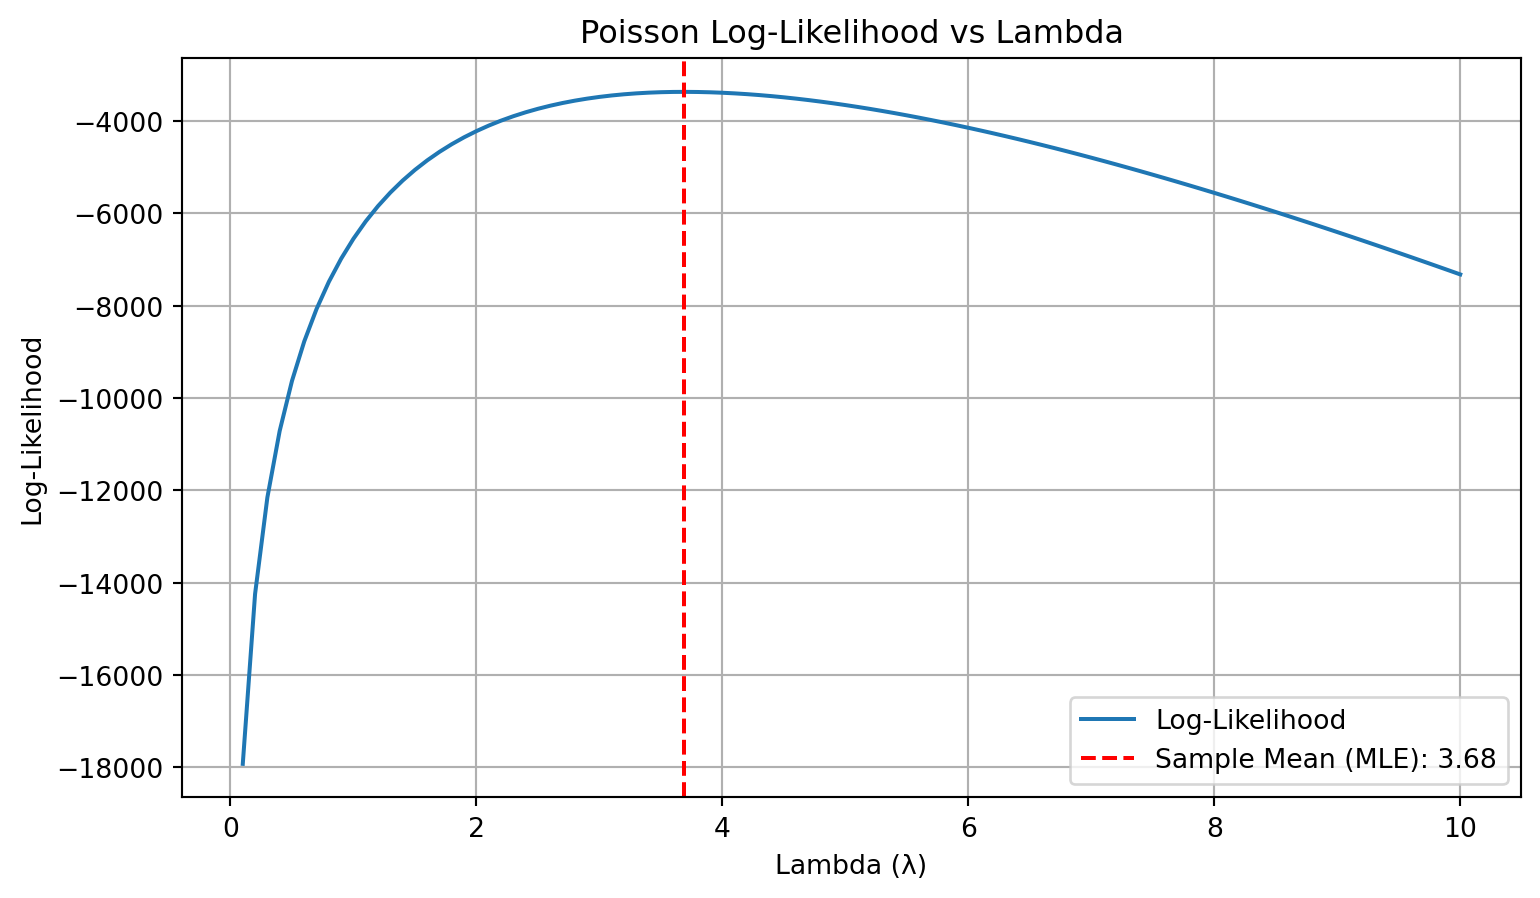 Poisson Log-Likelihood vs Lambda
Log-Likelihood
−4000
−6000
−8000
−10000
−12000
−14000
−16000
−18000
0 2 4 6 8 10
Lambda (λ)
Log-Likelihood
Sample Mean (MLE): 3.68